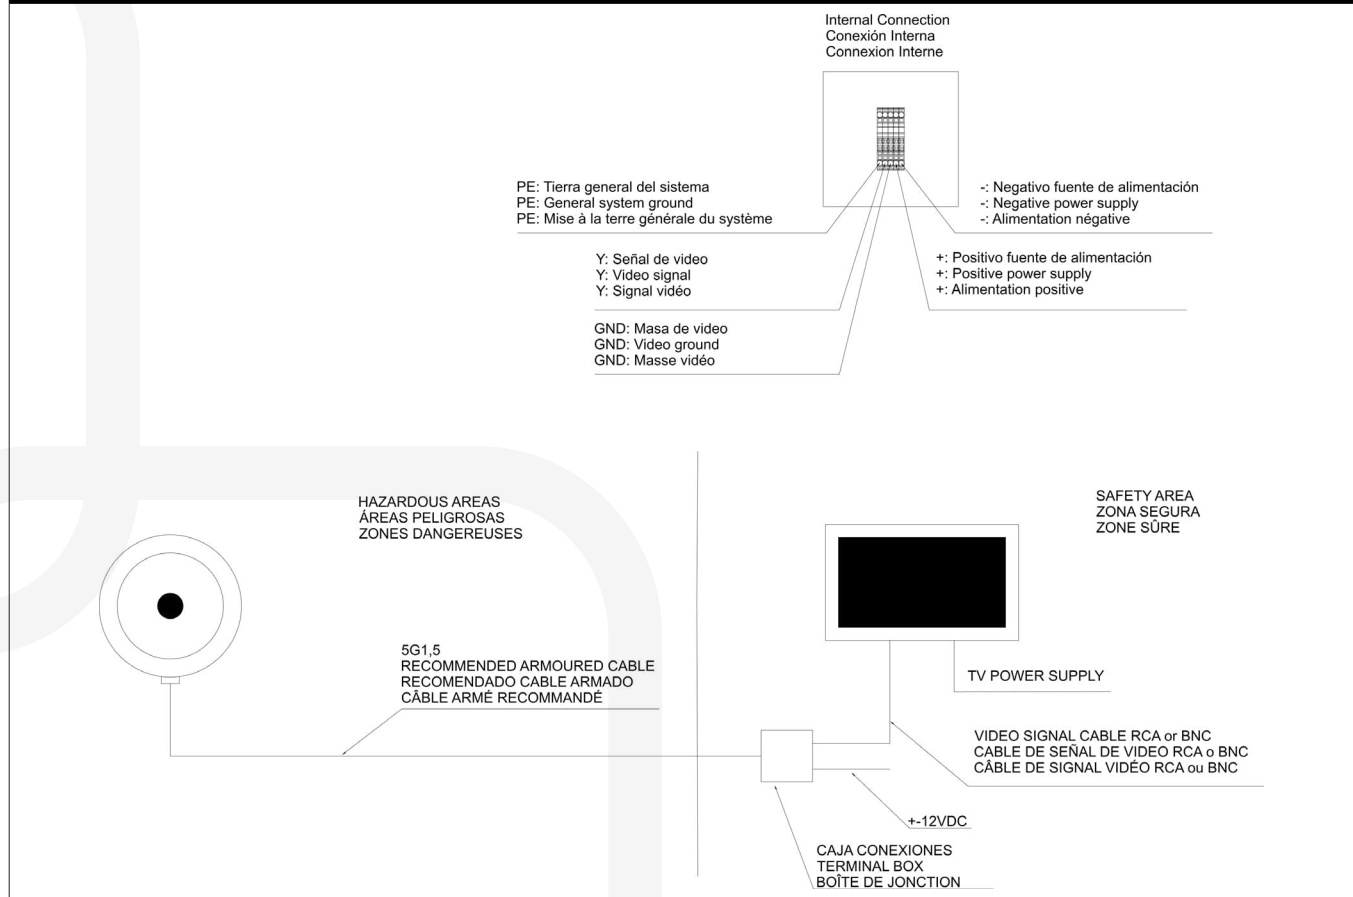 Internal Connection
Conexión Interna
Connexion Interne
PE: Tierra general del sistema
PE: General system ground
PE: Mise à la terre générale du système
-: Negativo fuente de alimentación
-: Negative power supply
-: Alimentation négative
Y: Señal de video
Y: Video signal
Y: Signal vidéo
+: Positivo fuente de alimentación
+: Positive power supply
+: Alimentation positive
GND: Masa de video
GND: Video ground
GND: Masse vidéo
HAZARDOUS AREAS
ÁREAS PELIGROSAS
ZONES DANGEREUSES
SAFETY AREA
ZONA SEGURA
ZONE SÛRE
5G1,5
RECOMMENDED ARMOURED CABLE
RECOMENDADO CABLE ARMADO
CÂBLE ARMÉ RECOMMANDÉ
TV POWER SUPPLY
VIDEO SIGNAL CABLE RCA or BNC
CABLE DE SEÑAL DE VIDEO RCA o BNC
CÂBLE DE SIGNAL VIDÉO RCA ou BNC
+-12VDC
CAJA CONEXIONES
TERMINAL BOX
BOÎTE DE JONCTION